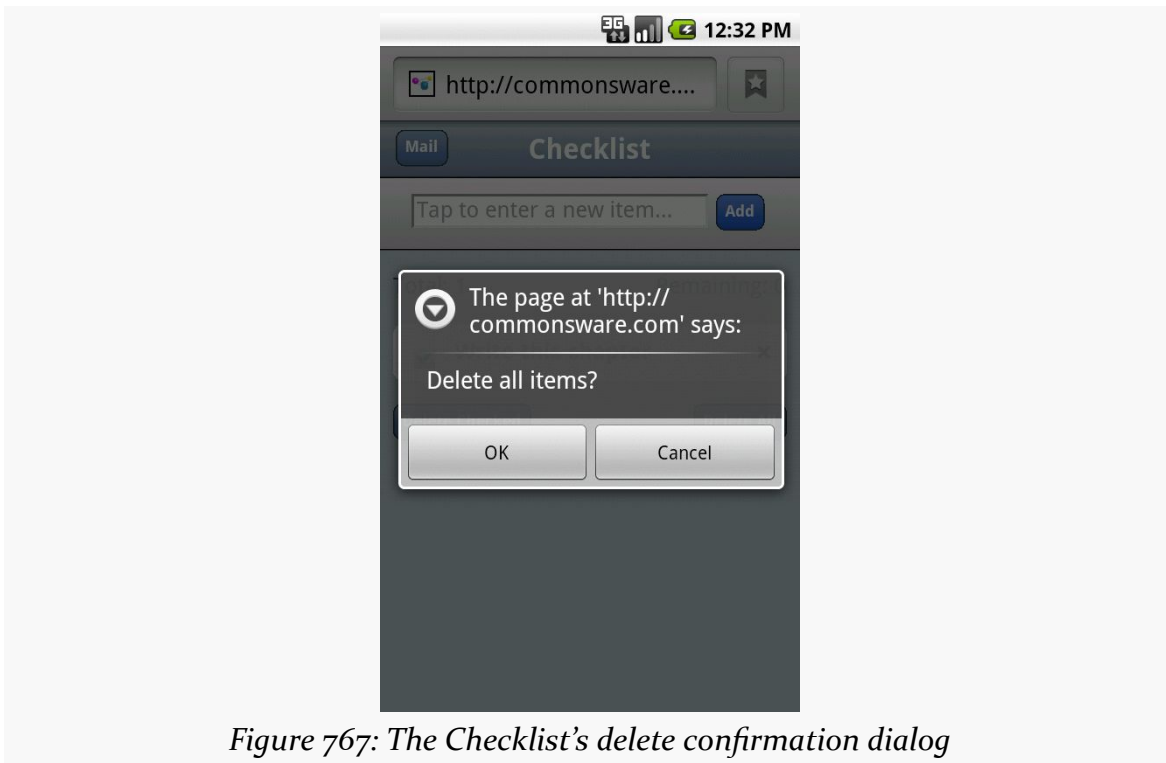 12:32 PM
http://commonsware....
Mail
Checklist
Tap to enter a new item...
Add
The page at 'http://
commonsware.com' says:
Delete all items?
OK
Cancel
Figure 767: The Checklist's delete confirmation dialog